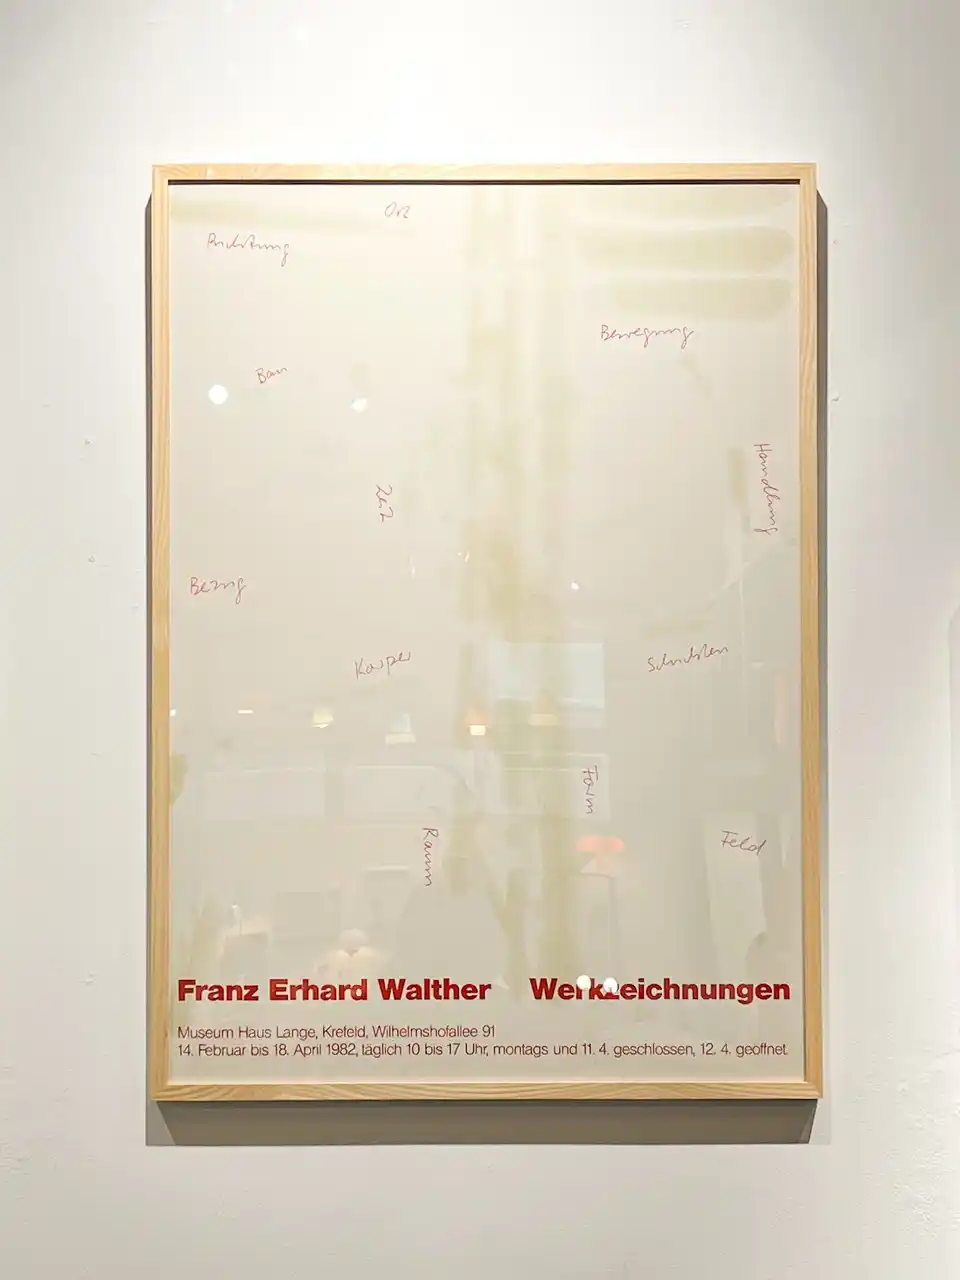 Ort
Richtung
Bewegung
Bau
Handlung
Zeit
Bezug
Körper
Schichten
Form
Raum
Feld
Franz Erhard Walther Werkzeichnungen
Museum Haus Lange, Krefeld, Wilhelmshofallee 91
14. Februar bis 18. April 1982, täglich 10 bis 17 Uhr, montags und 11. 4. geschlossen, 12. 4. geöffnet.